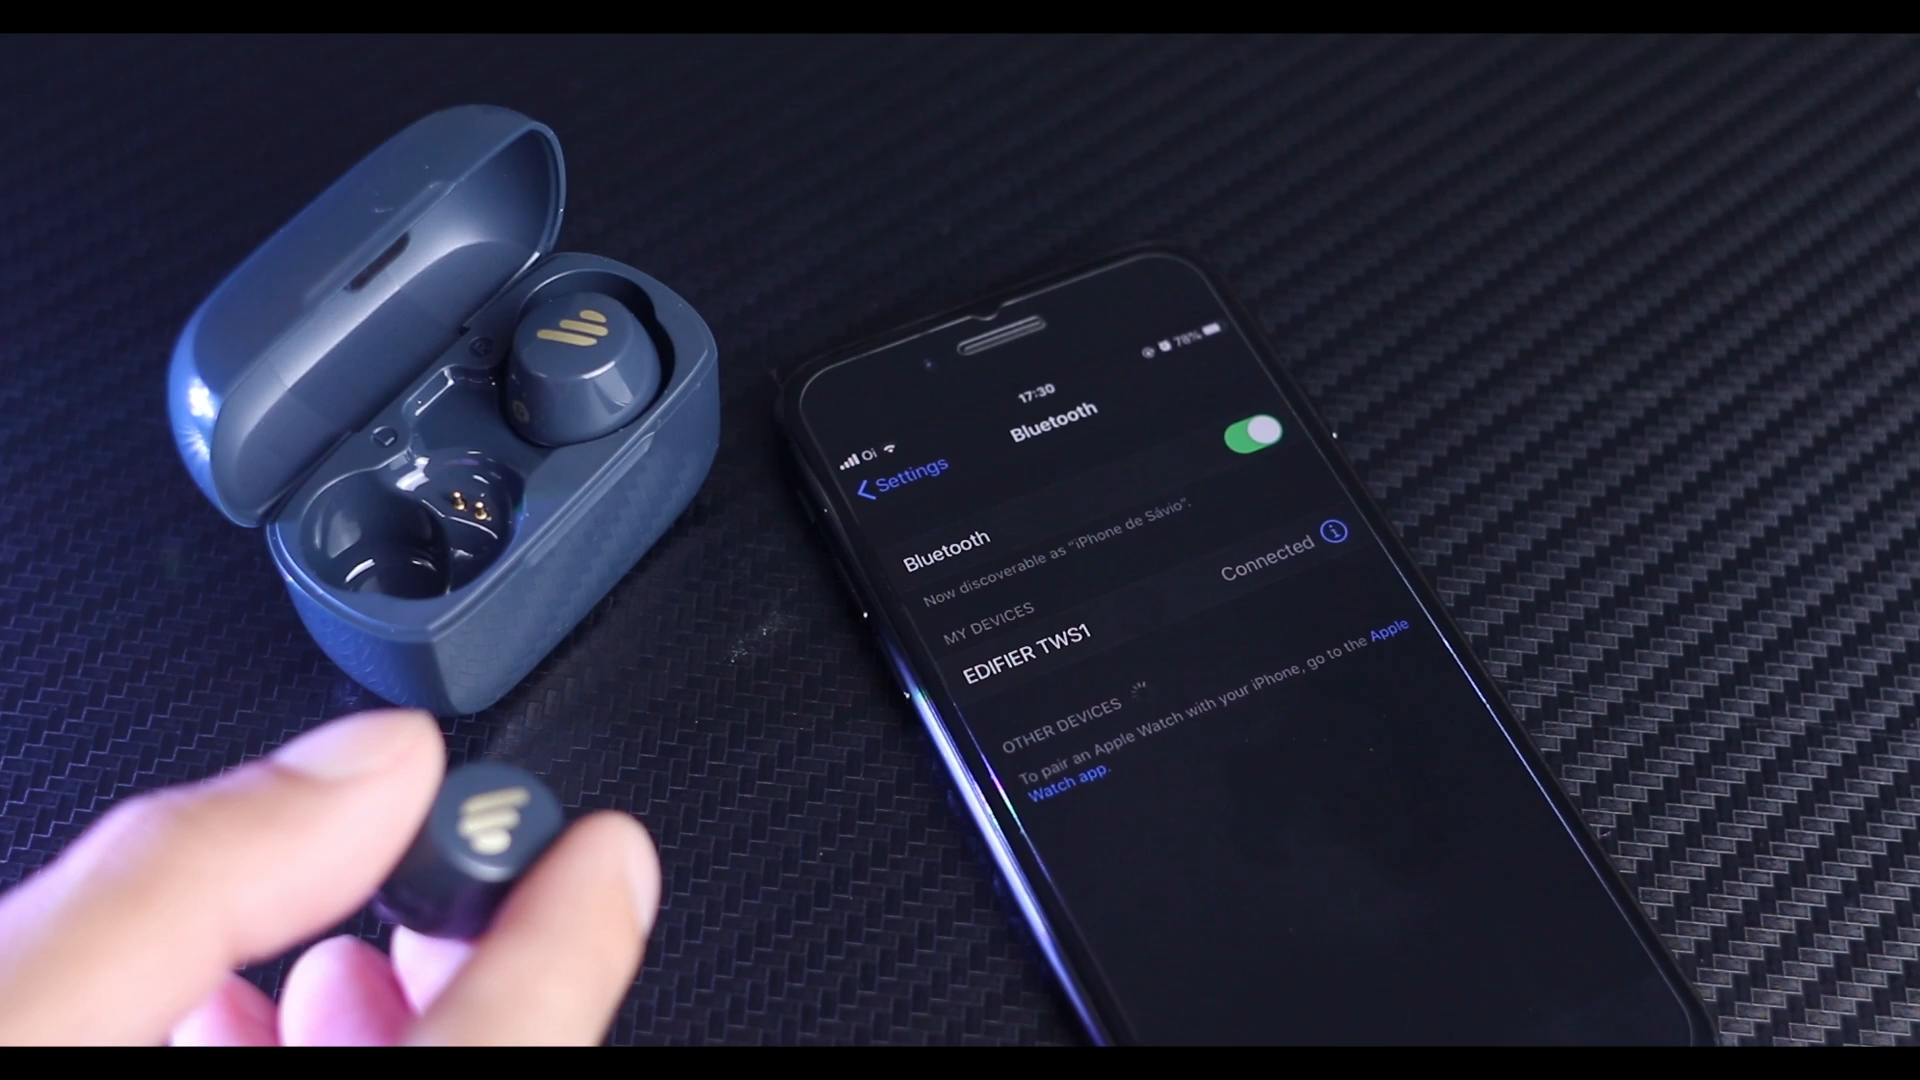 17:30
78%
Oi
Settings
Bluetooth
Bluetooth
Now discoverable as “iPhone de Sávio”.
MY DEVICES
EDIFIER TWS1
Connected
OTHER DEVICES
To pair an Apple Watch with your iPhone, go to the Apple
Watch app.